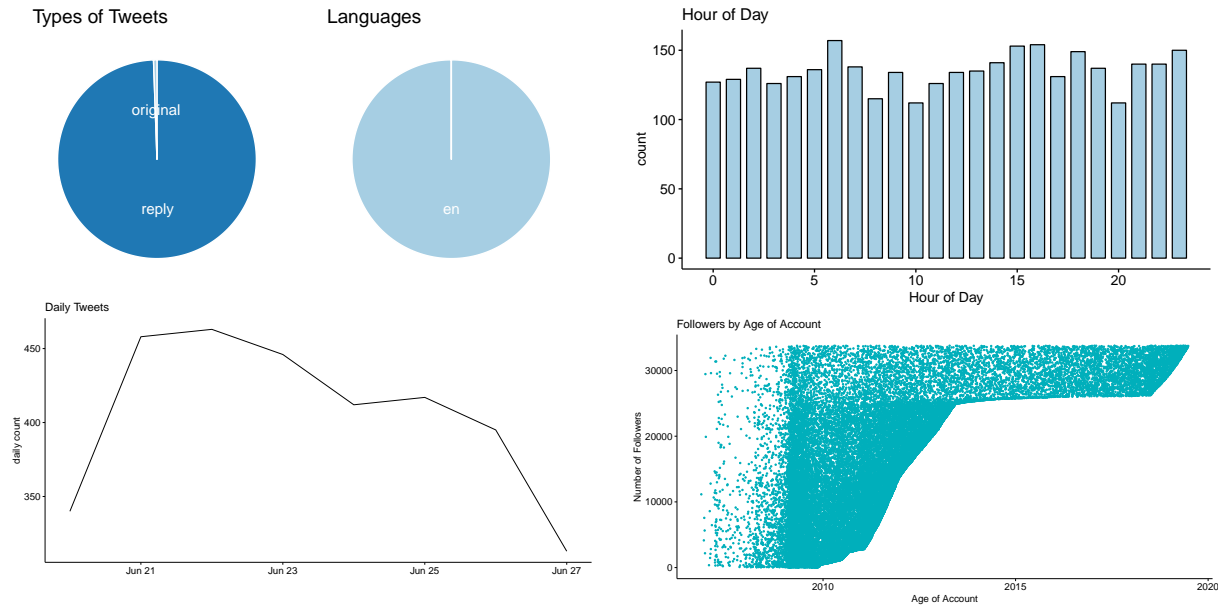 Types of Tweets
original
reply
Languages
en
Hour of Day
count
150
100
50
0
0 5 10 15 20
Hour of Day
Daily Tweets
daily count
450
400
350
Jun 21 Jun 23 Jun 25 Jun 27
Followers by Age of Account
Number of Followers
30000
20000
10000
0
2010 2015 2020
Age of Account